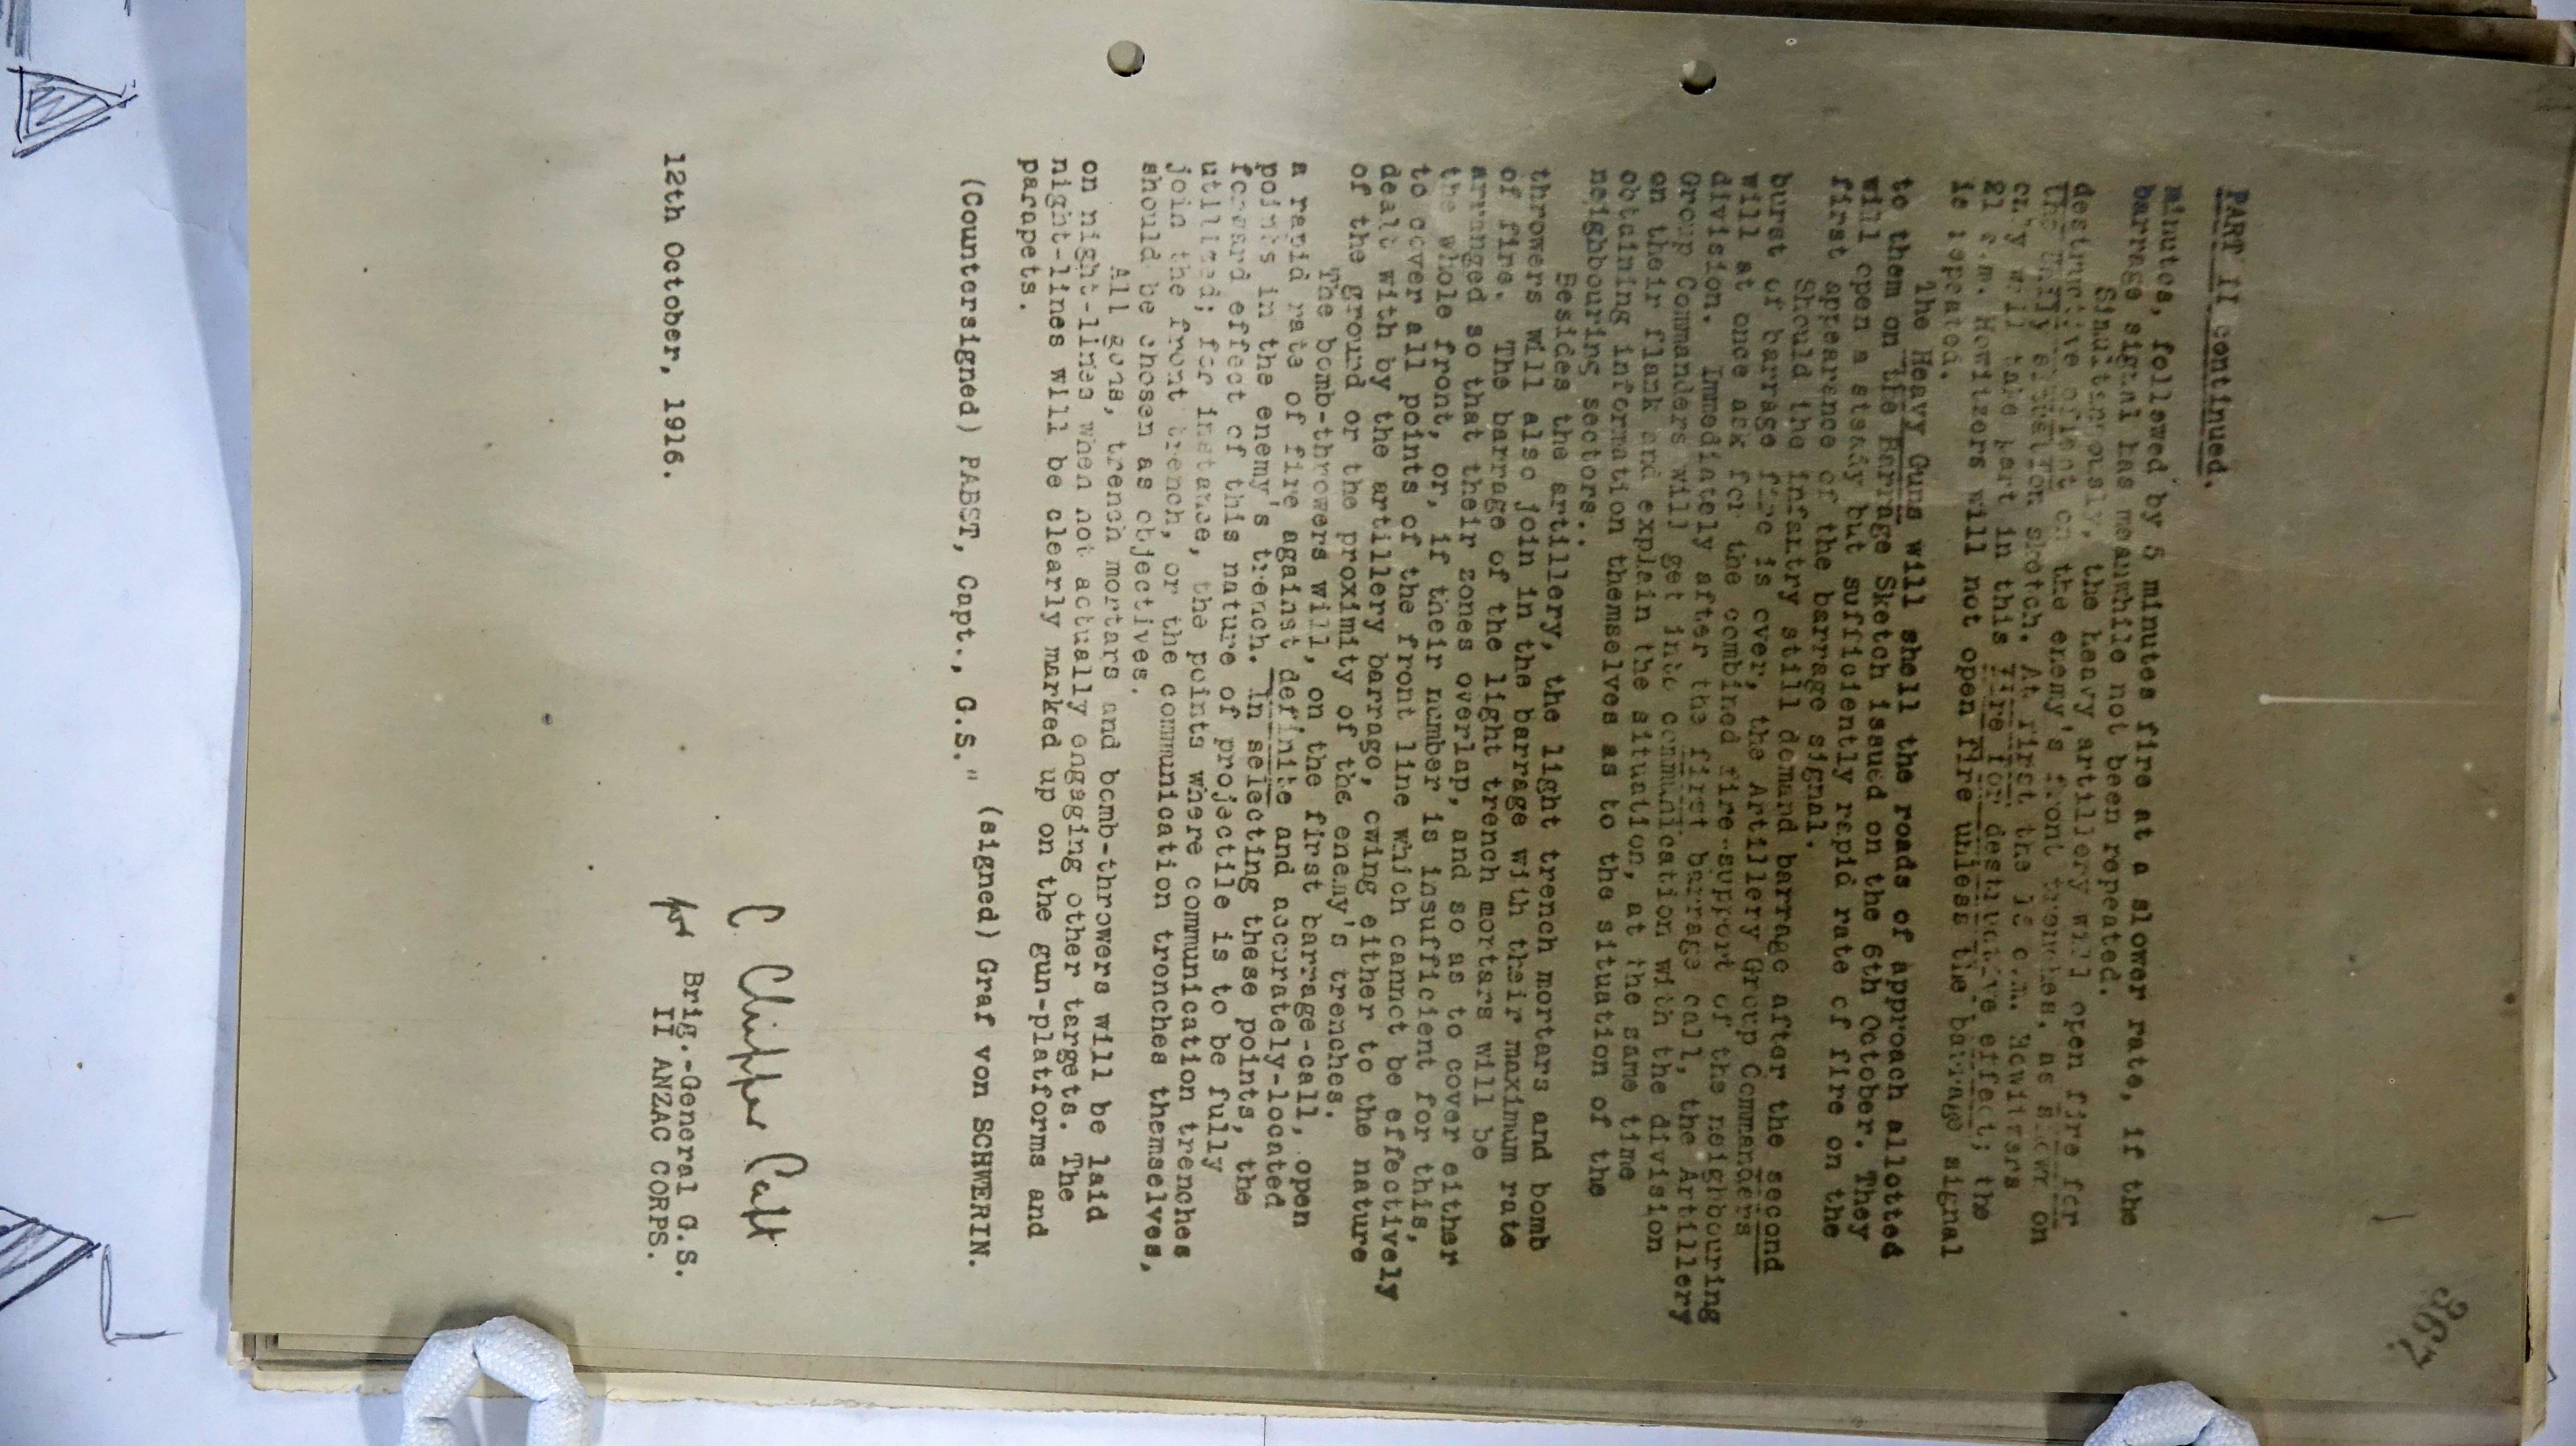 367
PART II continued.
minutes, followed by 5 minutes fire at a slower rate, if the
barrage signal has meanwhile not been repeated.
Simultaneously, the heavy artillery will open fire for
destructive effect on the enemy's front trenches, as shown on
the daily situation sketch. At first the 15 c.m. Howitzers
only will take part in this fire for destructive effect; the
21 c.m. Howitzers will not open fire unless the barrage signal
is repeated.
The Heavy Guns will shell the roads of approach allotted
to them on the Barrage Sketch issued on the 6th October. They
will open a steady but sufficiently rapid rate of fire on the
first appearance of the barrage signal.
Should the infantry still demand barrage after the second
burst of barrage fire is over, the Artillery Group Commanders
will at once ask for the combined fire-support of the neighbouring
division. Immediately after the first barrage call, the Artillery
Group Commanders will get into communication with the division
on their flank and explain the situation, at the same time
obtaining information themselves as to the situation of the
neighbouring sectors.
Besides the artillery, the light trench mortars and bomb
throwers will also join in the barrage with their maximum rate
of fire. The barrage of the light trench mortars will be
arranged so that their zones overlap, and so as to cover either
the whole front, or, if their number is insufficient for this,
to cover all points of the front line which cannot be effectively
dealt with by the artillery barrage, owing either to the nature
of the ground or the proximity of the enemy's trenches.
The bomb-throwers will, on the first barrage-call, open
a rapid rate of fire against definite and accurately-located
points in the enemy's trench. In selecting these points, the
forward effect of this nature of projectile is to be fully
utilized; for instance, the points where communication trenches
join the front trench, or the communication tronches themselves,
should be chosen as objectives.
All guns, trench mortars and bomb-throwers will be laid
on night-lines when not actually engaging other targets. The
night-lines will be clearly marked up on the gun-platforms and
parapets.
(Countersigned) PABST, Capt., G.S." (signed) Graf von SCHWERIN.
C Chipper Capt
for Brig.-General G.S.
12th October, 1916. II ANZAC CORPS.